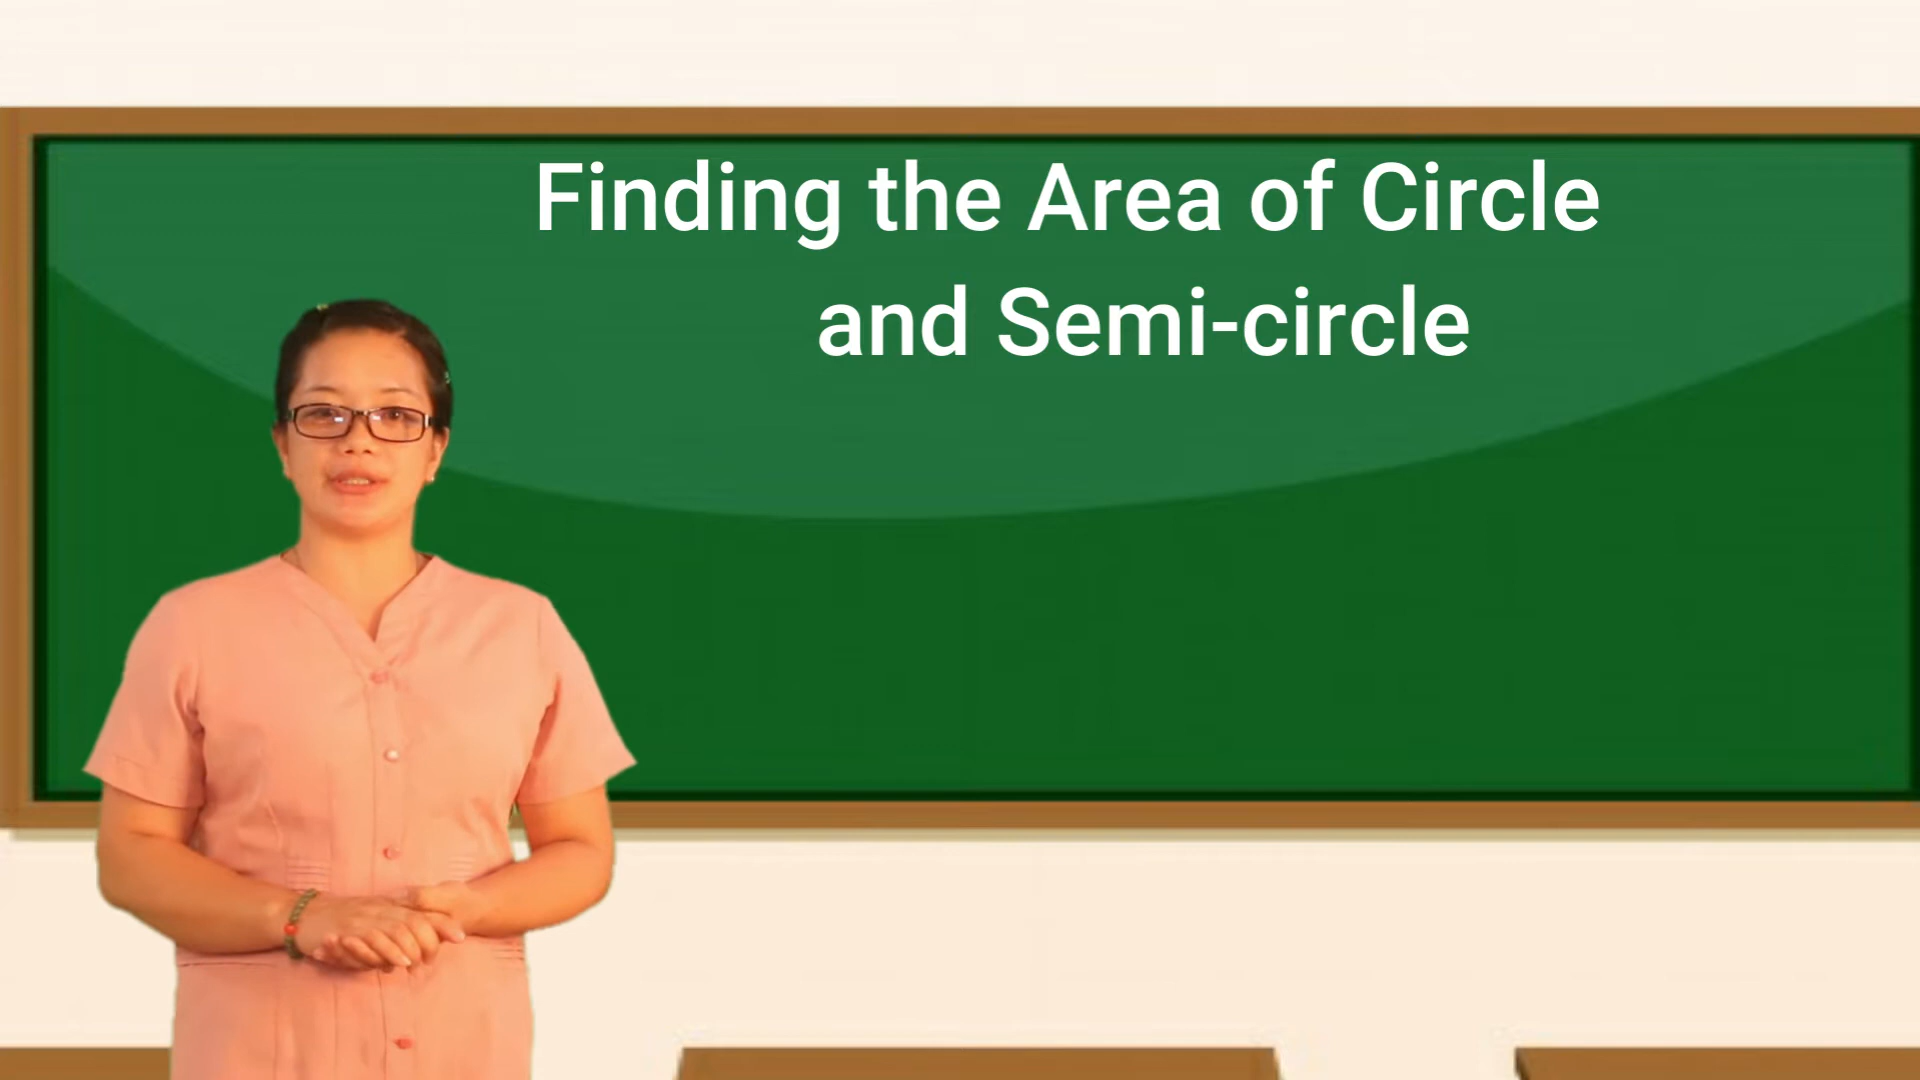 Finding the Area of Circle
and Semi-circle